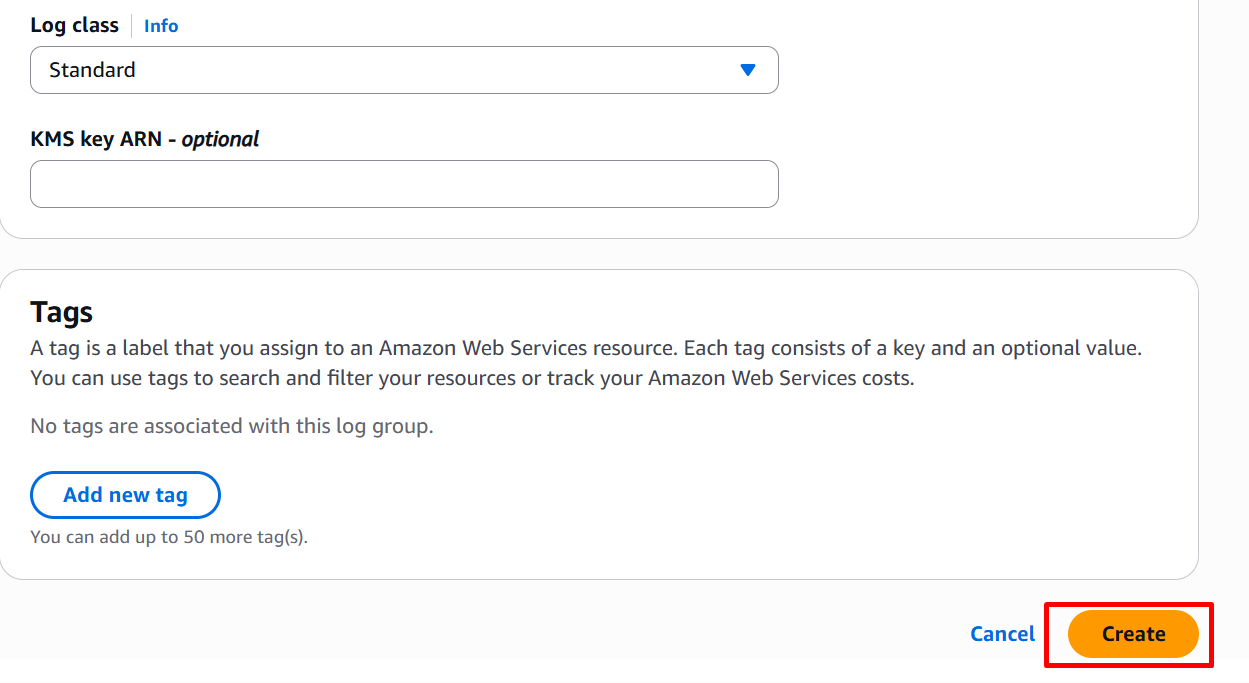 Log class Info
Standard
KMS key ARN - optional
Tags
A tag is a label that you assign to an Amazon Web Services resource. Each tag consists of a key and an optional value.
You can use tags to search and filter your resources or track your Amazon Web Services costs.
No tags are associated with this log group.
Add new tag
You can add up to 50 more tag(s).
Cancel Create